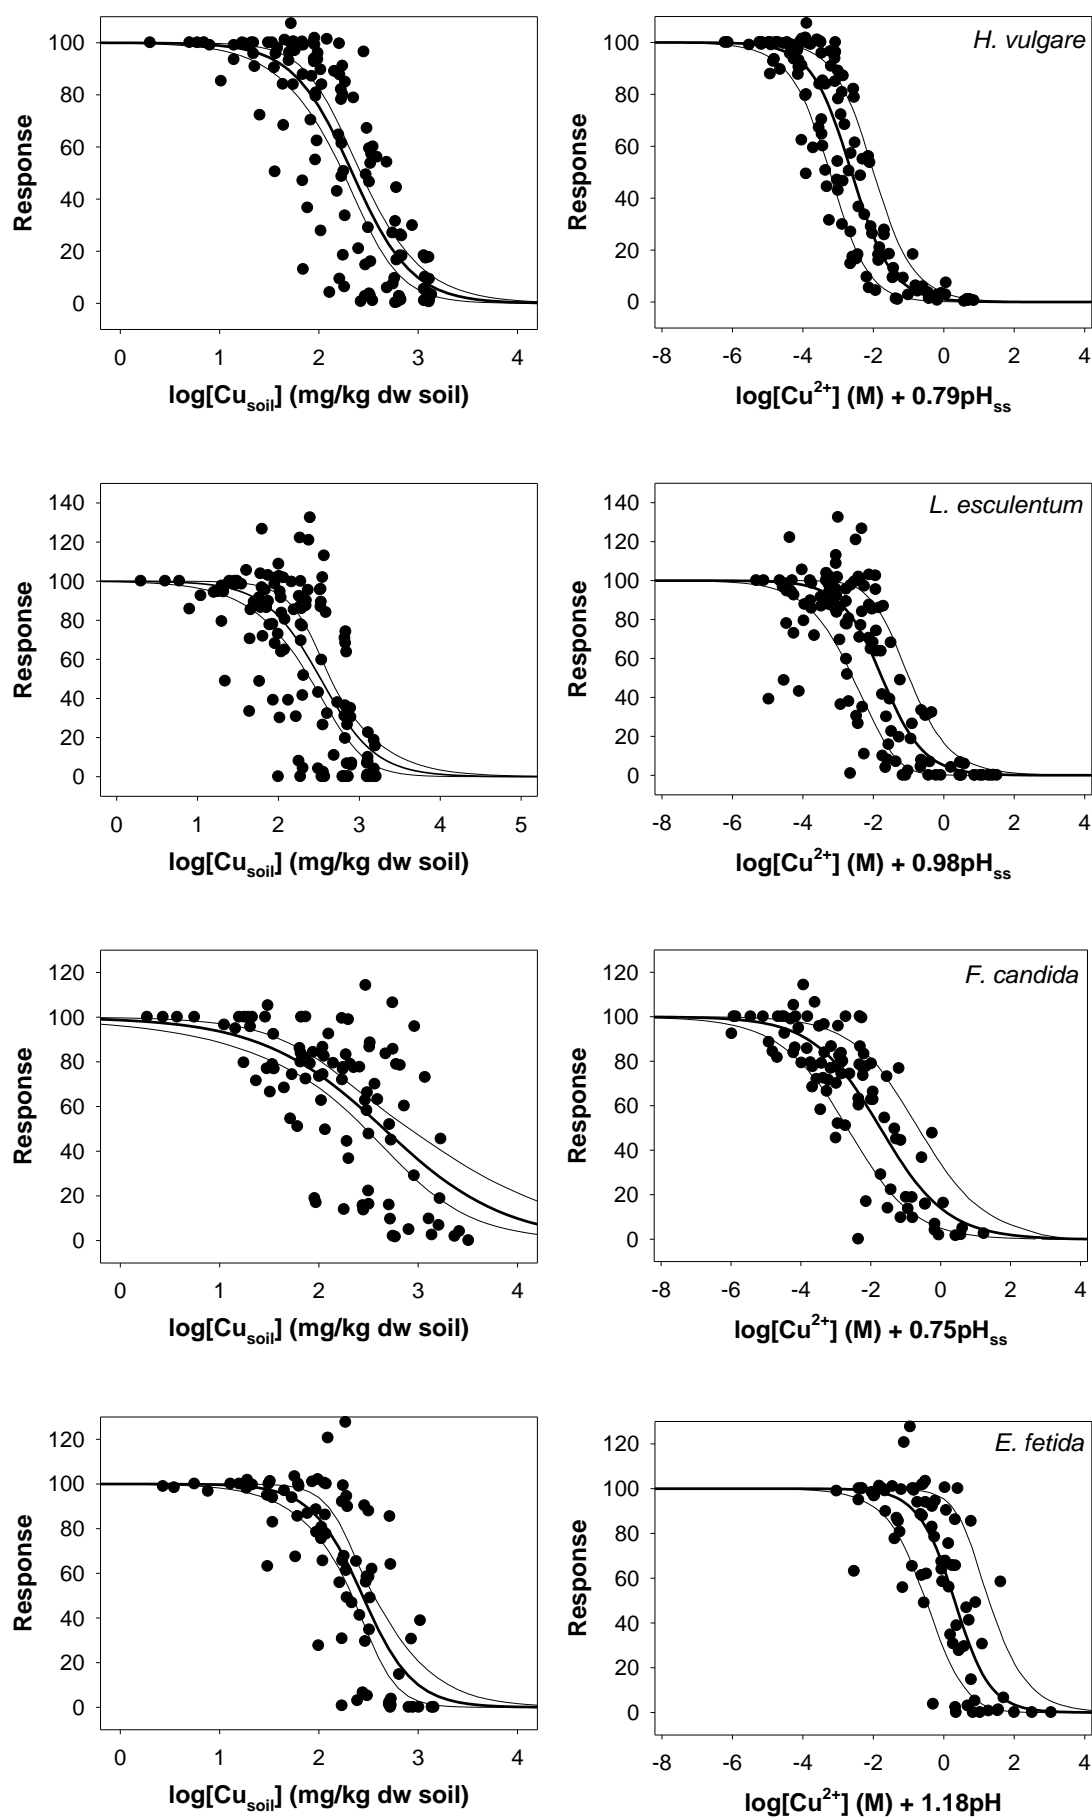 H. vulgare
Response
100
80
60
40
20
0
0 1 2 3 4
log[Cusoil] (mg/kg dw soil)
Response
100
80
60
40
20
0
-8 -6 -4 -2 0 2 4
log[Cu2+] (M) + 0.79pHss
L. esculentum
Response
140
120
100
80
60
40
20
0
0 1 2 3 4 5
log[Cusoil] (mg/kg dw soil)
Response
140
120
100
80
60
40
20
0
-8 -6 -4 -2 0 2 4
log[Cu2+] (M) + 0.98pHss
F. candida
Response
120
100
80
60
40
20
0
0 1 2 3 4
log[Cusoil] (mg/kg dw soil)
Response
120
100
80
60
40
20
0
-8 -6 -4 -2 0 2 4
log[Cu2+] (M) + 0.75pHss
E. fetida
Response
120
100
80
60
40
20
0
0 1 2 3 4
log[Cusoil] (mg/kg dw soil)
Response
120
100
80
60
40
20
0
-8 -6 -4 -2 0 2 4
log[Cu2+] (M) + 1.18pH